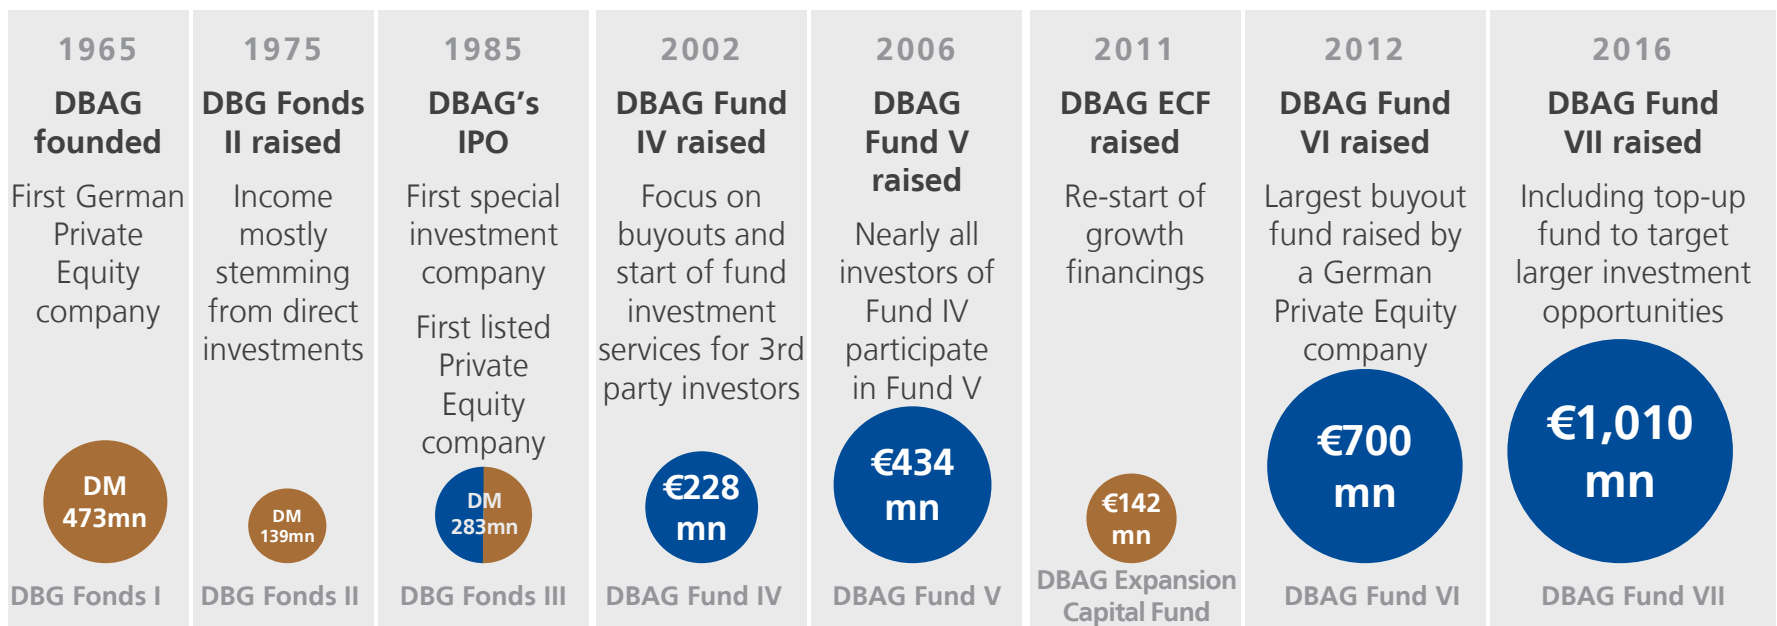 1965
DBAG
founded
First German
Private
Equity
company
DM
473mn
DBG Fonds I
1975
DBG Fonds
II raised
Income
mostly
stemming
from direct
investments
DM
139mn
DBG Fonds II
1985
DBAG’s
IPO
First special
investment
company
First listed
Private
Equity
company
DM
283mn
DBG Fonds III
2002
DBAG Fund
IV raised
Focus on
buyouts and
start of fund
investment
services for 3rd
party investors
€228
mn
DBAG Fund IV
2006
DBAG
Fund V
raised
Nearly all
investors of
Fund IV
participate
in Fund V
€434
mn
DBAG Fund V
2011
DBAG ECF
raised
Re-start of
growth
financings
€142
mn
DBAG Expansion
Capital Fund
2012
DBAG Fund
VI raised
Largest buyout
fund raised by
a German
Private Equity
company
€700
mn
DBAG Fund VI
2016
DBAG Fund
VII raised
Including top-up
fund to target
larger investment
opportunities
€1,010
mn
DBAG Fund VII